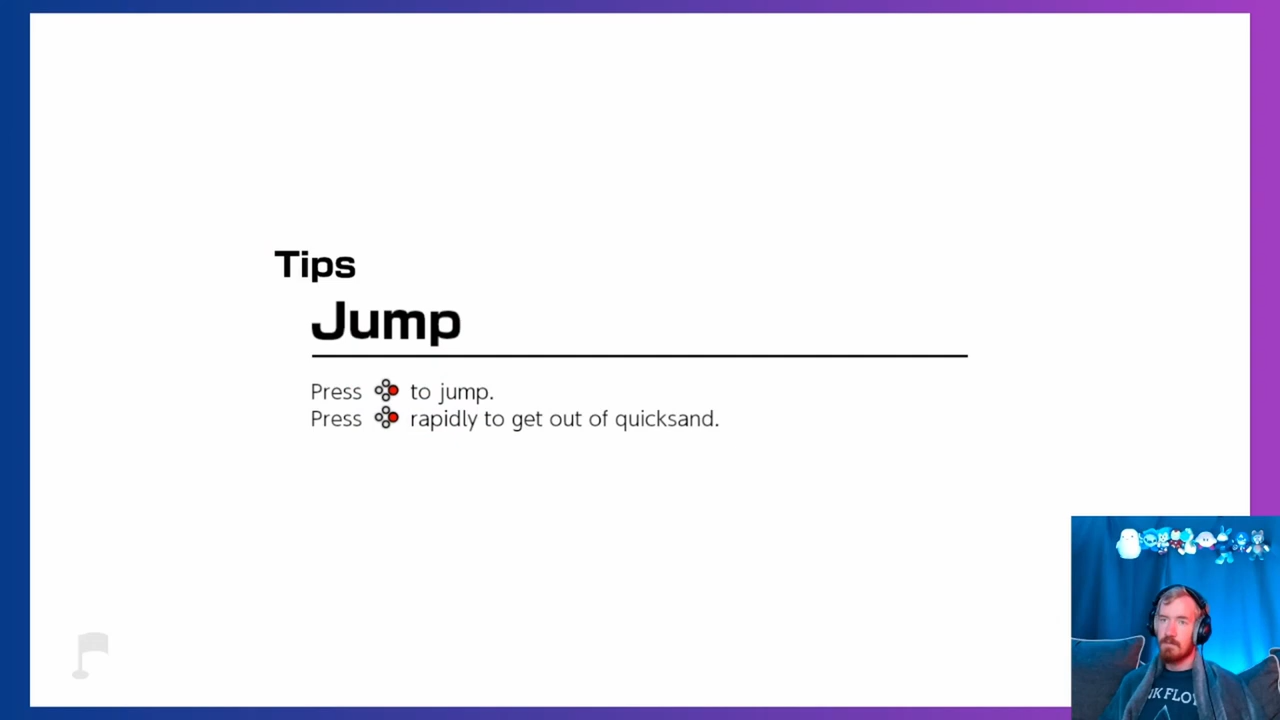 Tips
Jump
Press to jump.
Press rapidly to get out of quicksand.